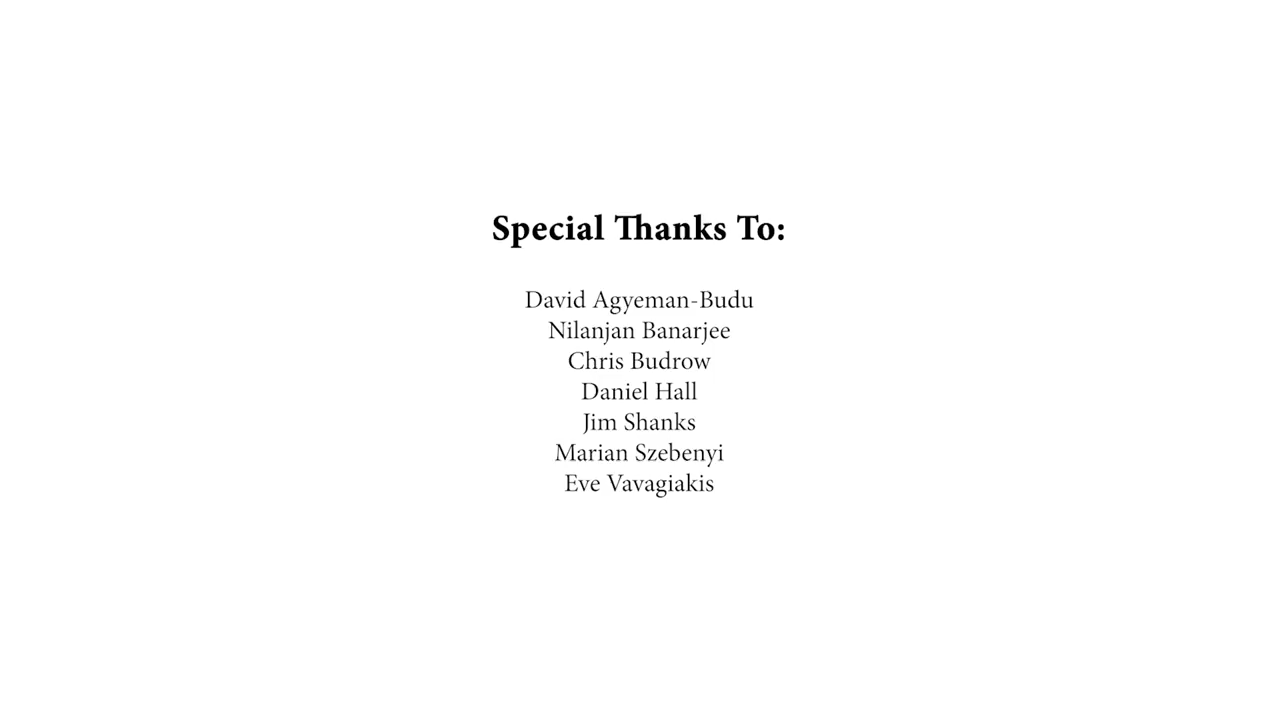 Special Thanks To:
David Agyeman-Budu
Nilanjan Banarjee
Chris Budrow
Daniel Hall
Jim Shanks
Marian Szebenyi
Eve Vavagiakis